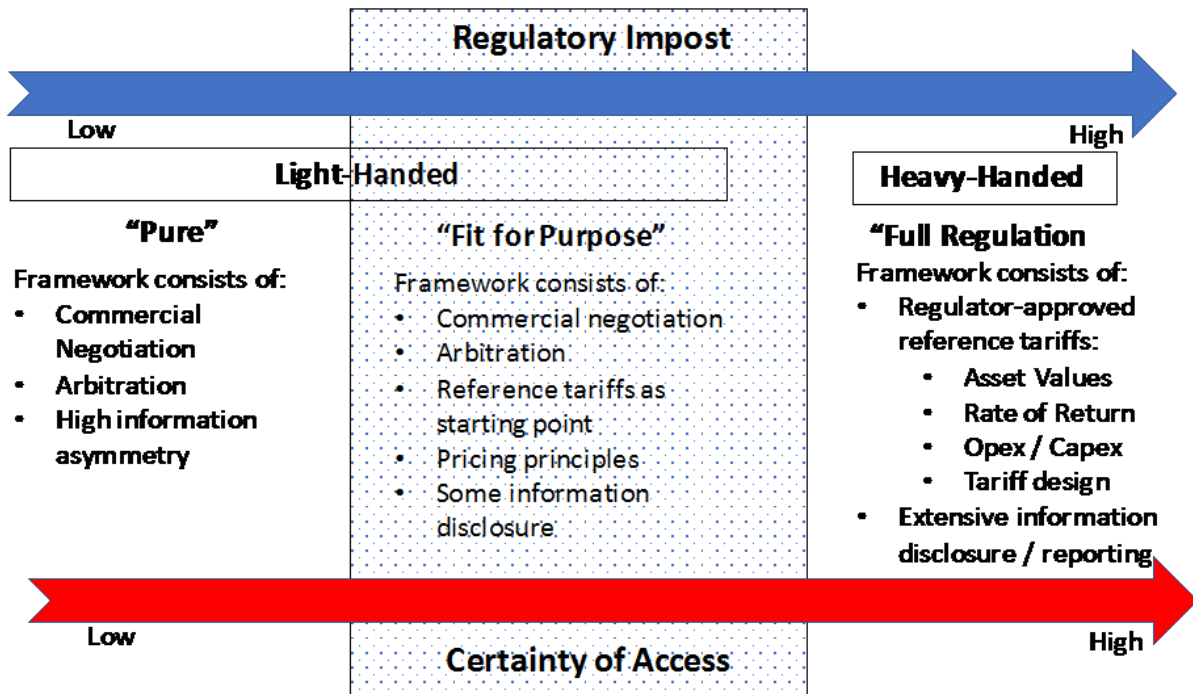 Regulatory Impost
Low
High
Light-Handed
Heavy-Handed
“Pure”
Framework consists of:
• Commercial
Negotiation
• Arbitration
• High information
asymmetry
“Fit for Purpose”
Framework consists of:
• Commercial negotiation
• Arbitration
• Reference tariffs as
starting point
• Pricing principles
• Some information
disclosure
“Full Regulation
Framework consists of:
• Regulator-approved
reference tariffs:
• Asset Values
• Rate of Return
• Opex / Capex
• Tariff design
• Extensive information
disclosure / reporting
Low
High
Certainty of Access